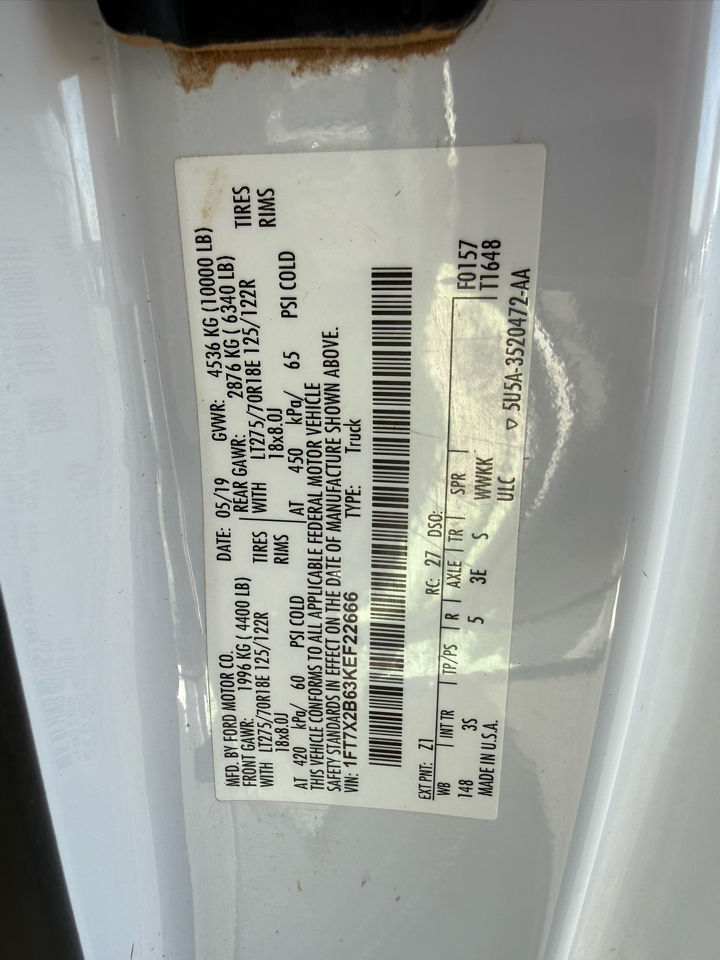 MFD. BY FORD MOTOR CO. DATE: 05/19 GVWR: 4536 KG (10000 LB)
FRONT GAWR: 1996 KG ( 4400 LB) REAR GAWR: 2876 KG ( 6340 LB)
WITH LT275/70R18E 125/122R TIRES WITH LT275/70R18E 125/122R TIRES
18x8.0J RIMS 18x8.0J RIMS
AT 420 kPa/ 60 PSI COLD AT 450 kPa/ 65 PSI COLD
THIS VEHICLE CONFORMS TO ALL APPLICABLE FEDERAL MOTOR VEHICLE
SAFETY STANDARDS IN EFFECT ON THE DATE OF MANUFACTURE SHOWN ABOVE.
VIN: 1FT7X2B63KEF22666 TYPE: Truck
EXT PNT: Z1 RC: 27 DSO:
WB INT TR TP/PS R AXLE TR SPR F0157
148 3S 5 3E S WWKK T1648
MADE IN U.S.A. ULC ▽ 5U5A-3520472-AA